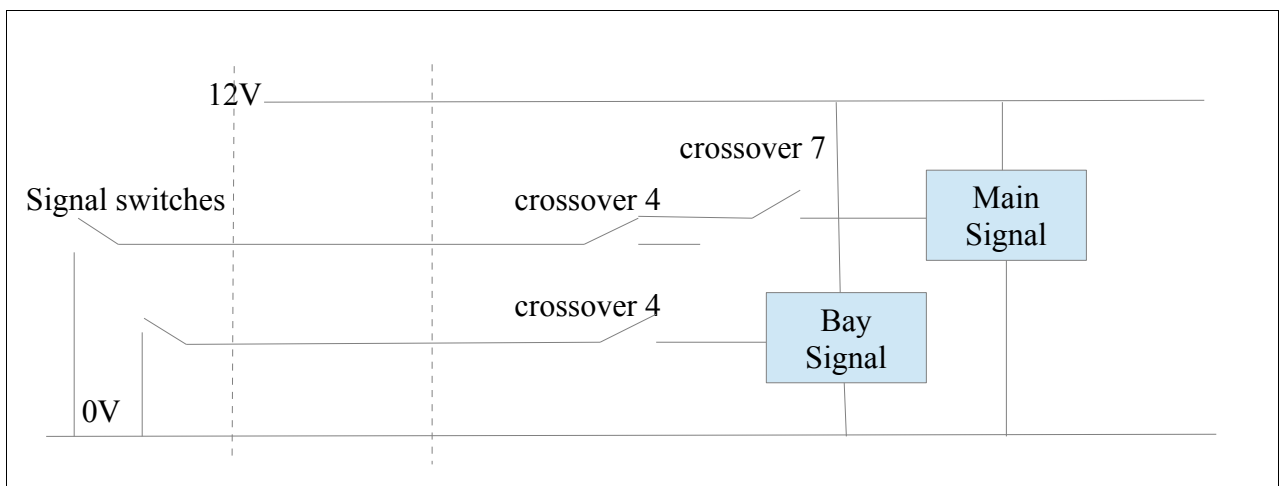 12V
crossover 7
Signal switches
crossover 4
Main
Signal
crossover 4
Bay
Signal
0V